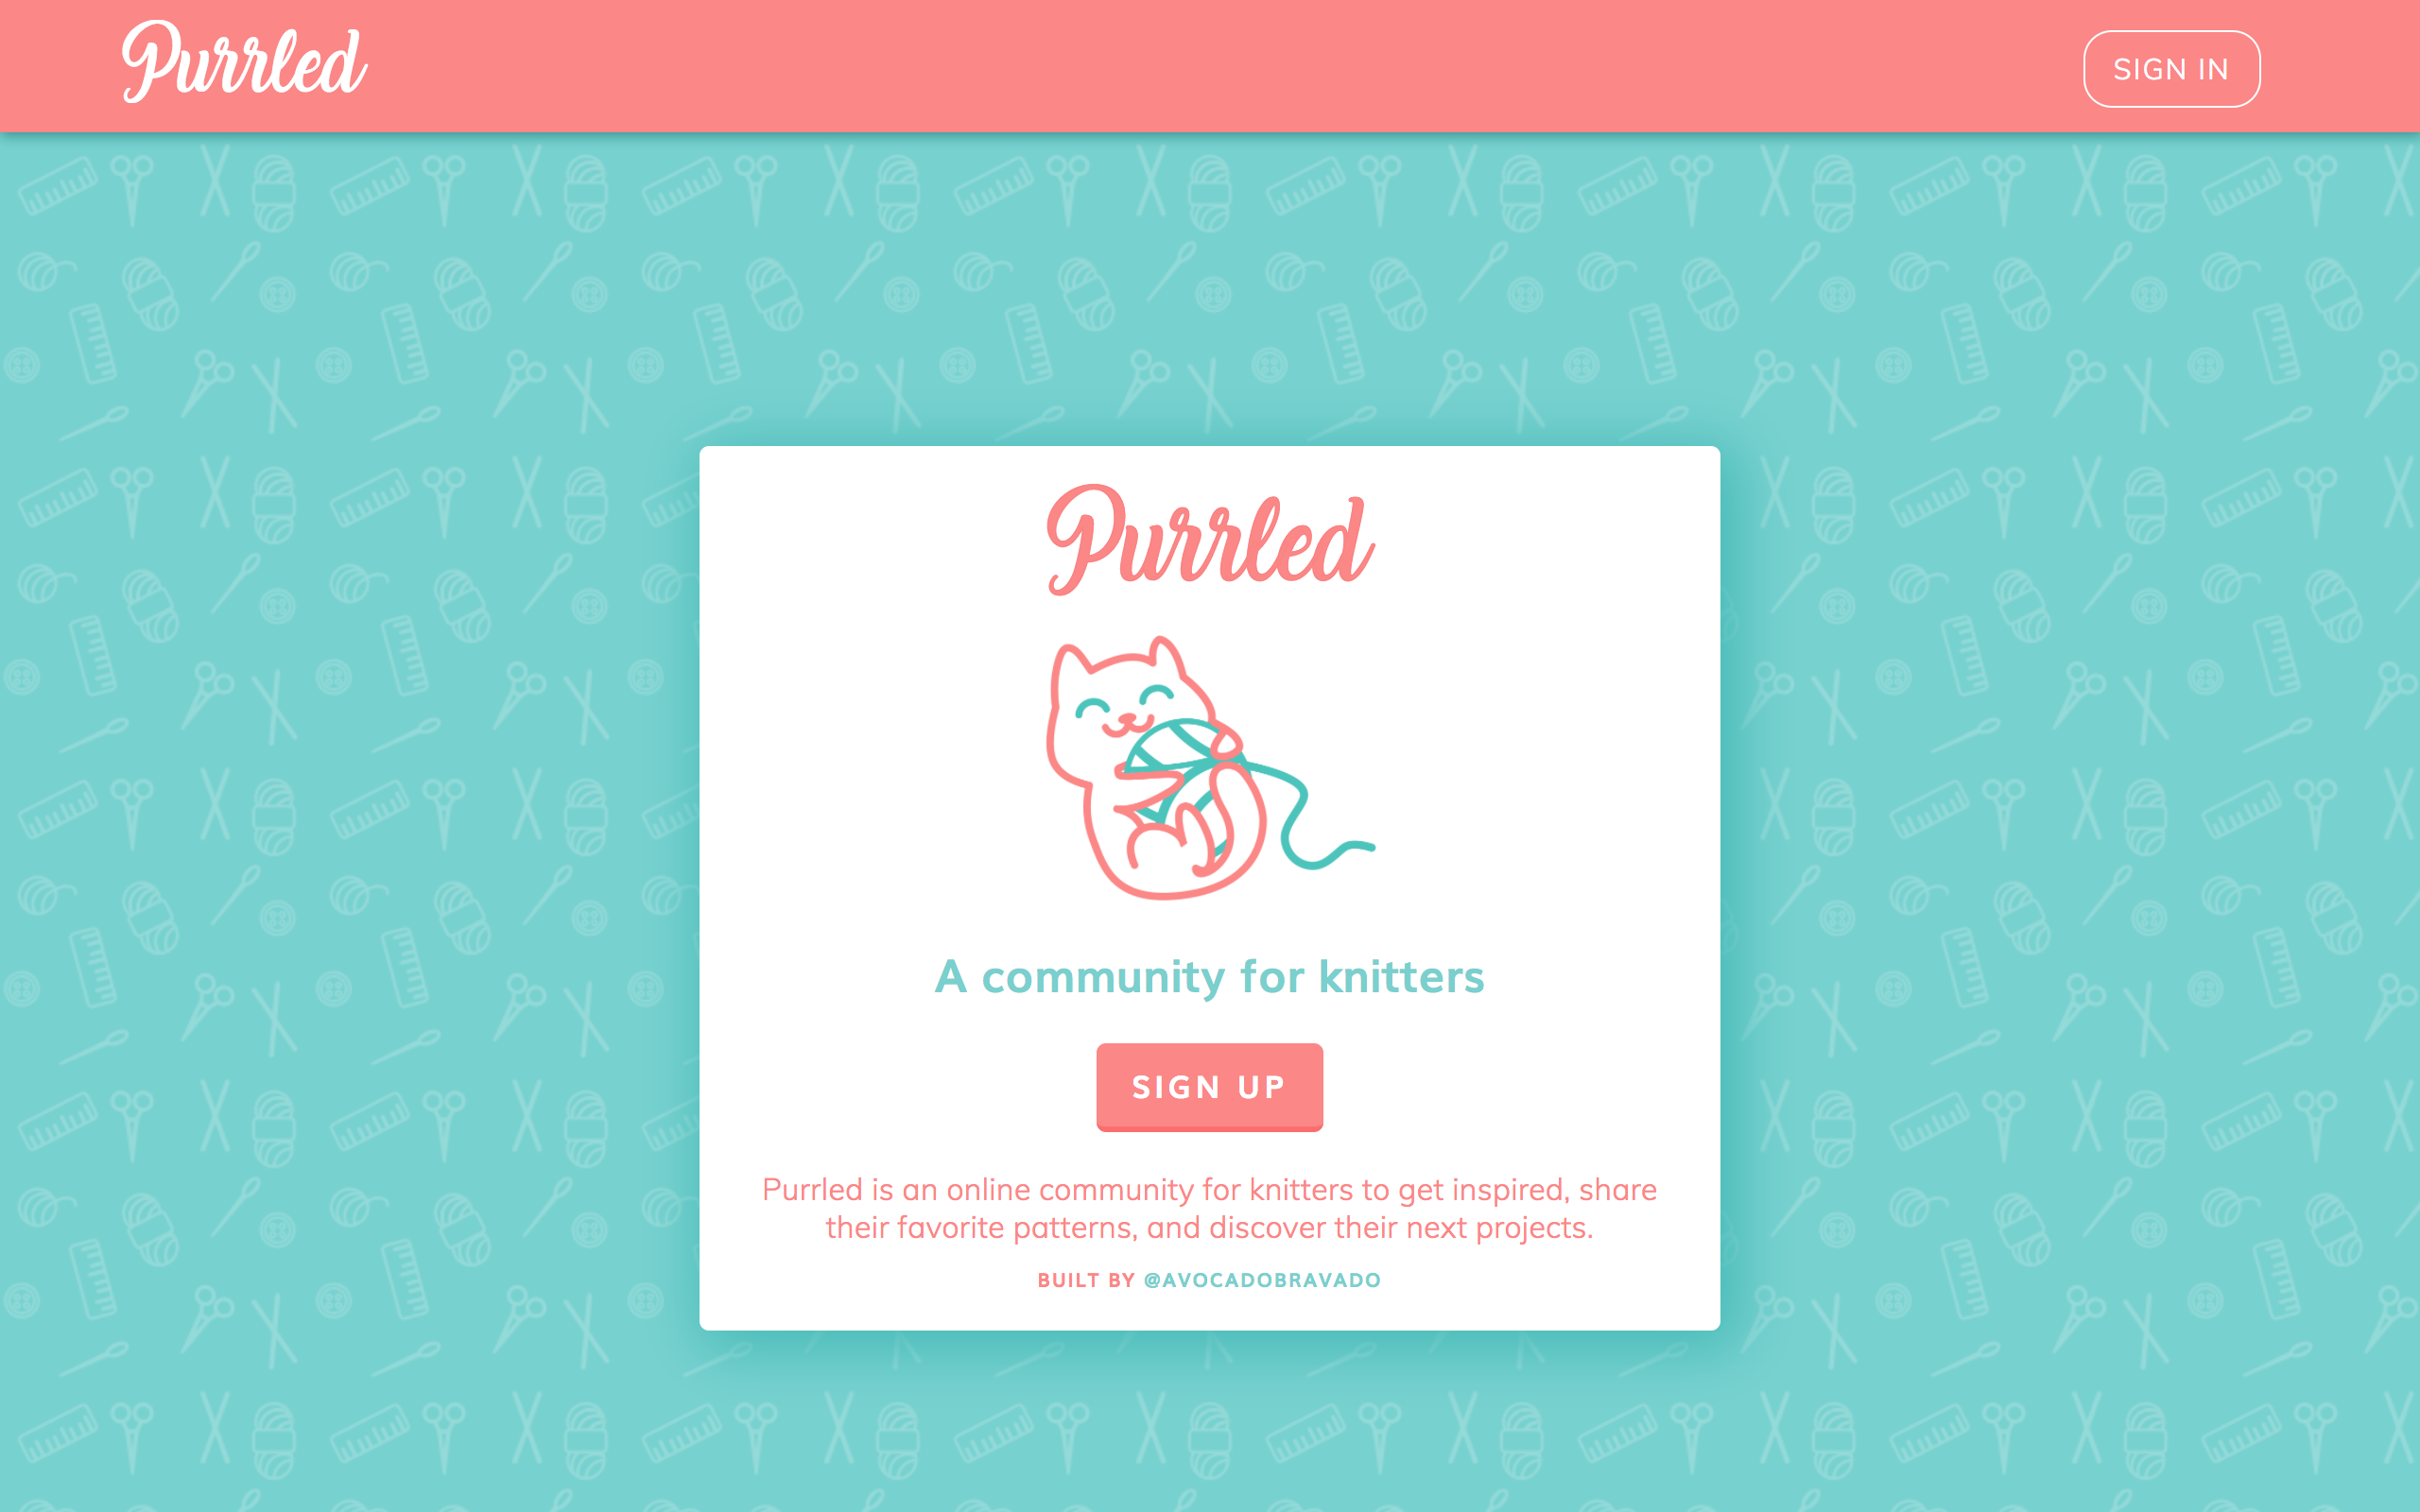 Purrled
SIGN IN
Purrled
A community for knitters
SIGN UP
Purrled is an online community for knitters to get inspired, share
their favorite patterns, and discover their next projects.
BUILT BY @AVOCADOBRAVADO